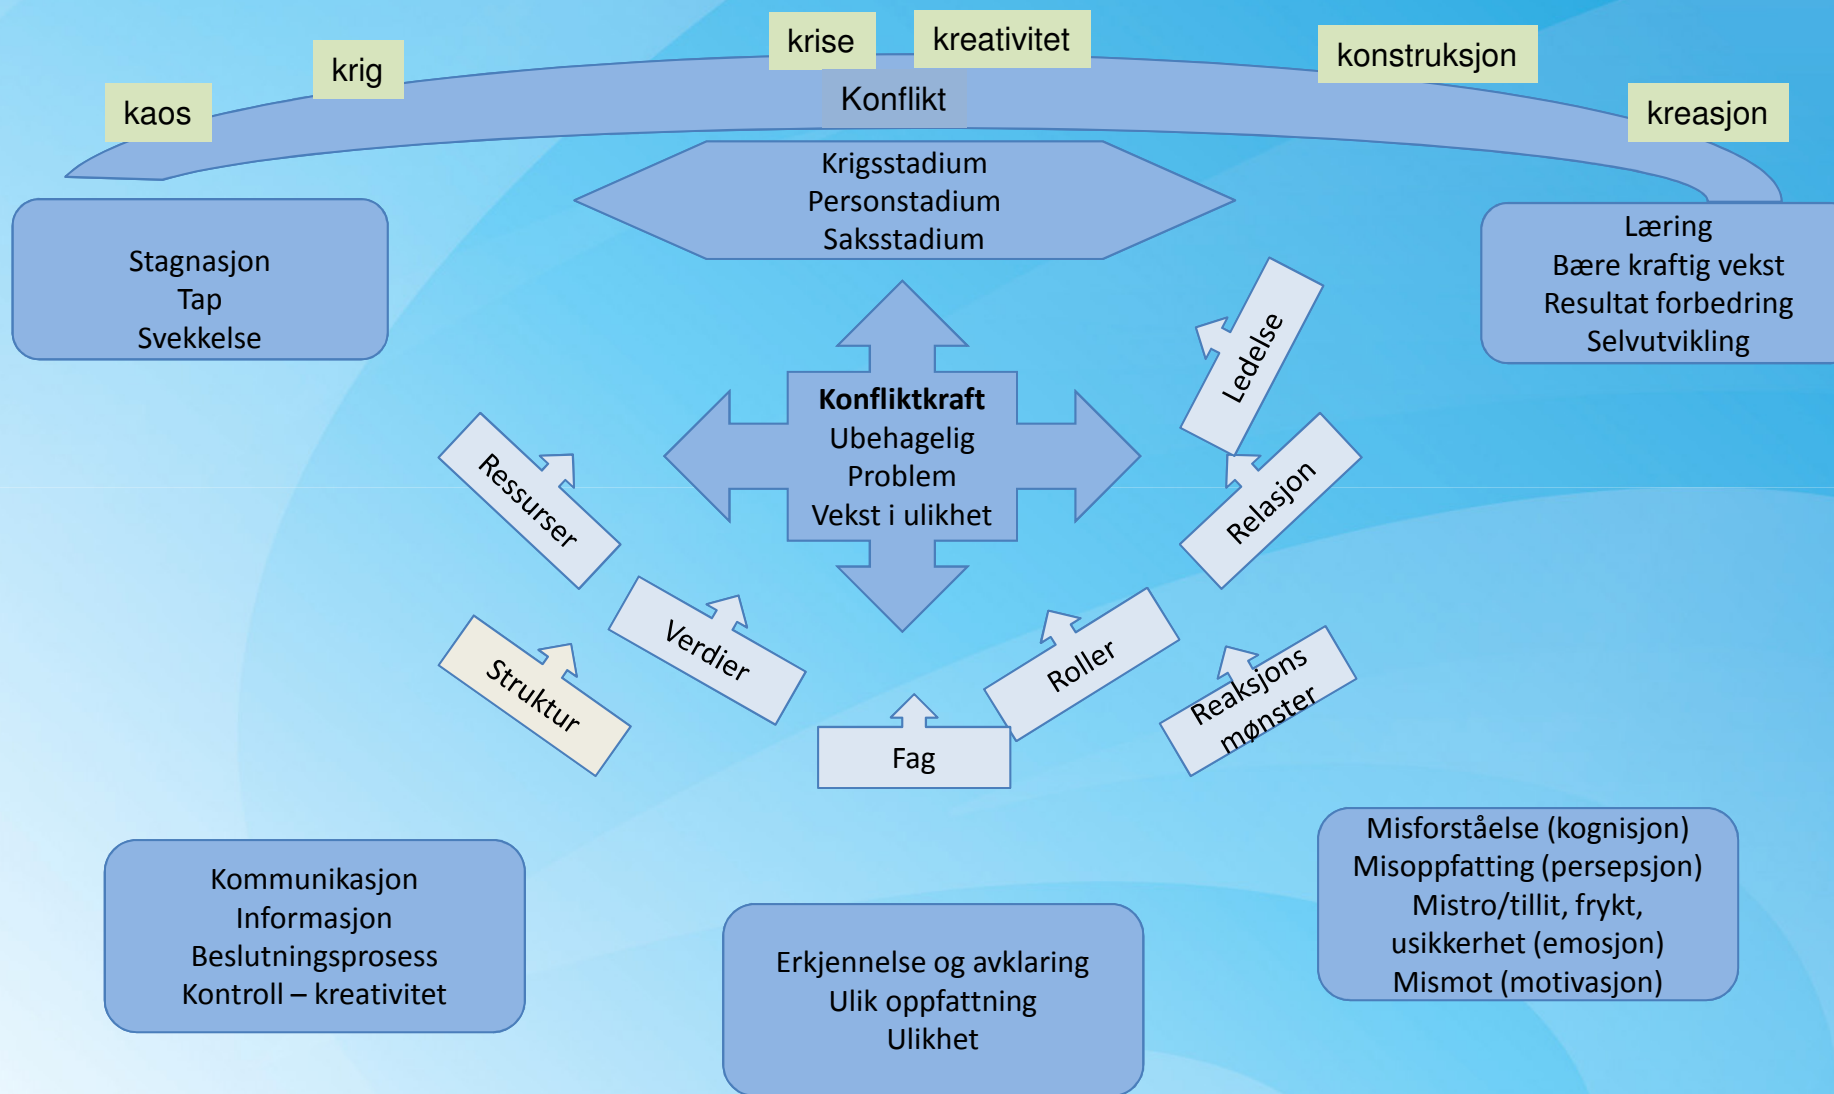 kaos
krig
krise
kreativitet
konstruksjon
kreasjon
Konflikt
Krigsstadium
Personstadium
Saksstadium
Stagnasjon
Tap
Svekkelse
Læring
Bære kraftig vekst
Resultat forbedring
Selvutvikling
Konfliktkraft
Ubehagelig
Problem
Vekst i ulikhet
Ledelse
Ressurser
Relasjon
Verdier
Struktur
Roller
Reaksjons
mønster
Fag
Kommunikasjon
Informasjon
Beslutningsprosess
Kontroll – kreativitet
Erkjennelse og avklaring
Ulik oppfattning
Ulikhet
Misforståelse (kognisjon)
Misoppfatting (persepsjon)
Mistro/tillit, frykt,
usikkerhet (emosjon)
Mismot (motivasjon)